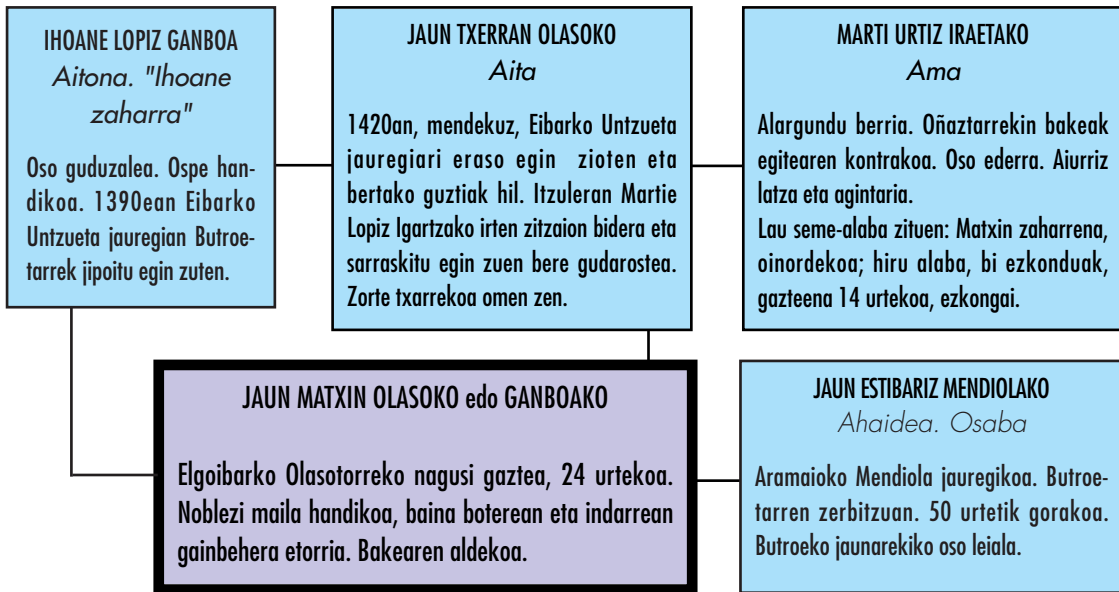 IHOANE LOPIZ GANBOA
Aitona. "Ihoane
zaharra"
Oso guduzalea. Ospe han-
dikoa. 1390ean Eibarko
Untzueta jauregian Butroe-
tarrek jipoitu egin zuten.
JAUN TXERRAN OLASOKO
Aita
1420an, mendekuz, Eibarko Untzueta
jauregiari eraso egin zioten eta
bertako guztiak hil. Itzuleran Martie
Lopiz Igartzako irten zitzaion bidera eta
sarraskitu egin zuen bere gudarostea.
Zorte txarrekoa omen zen.
MARTI URTIZ IRAETAKO
Ama
Alargundu berria. Oñaztarrekin bakeak
egitearen kontrakoa. Oso ederra. Aiurriz
latza eta agintaria.
Lau seme-alaba zituen: Matxin zaharrena,
oinordekoa; hiru alaba, bi ezkonduak,
gazteena 14 urtekoa, ezkongai.
JAUN MATXIN OLASOKO edo GANBOAKO
Elgoibarko Olasotorreko nagusi gaztea, 24 urtekoa.
Noblezi maila handikoa, baina boterean eta indarrean
gainbehera etorria. Bakearen aldekoa.
JAUN ESTIBARIZ MENDIOLAKO
Ahaidea. Osaba
Aramaioko Mendiola jauregikoa. Butroe-
tarren zerbitzuan. 50 urtetik gorakoa.
Butroeko jaunarekiko oso leiala.